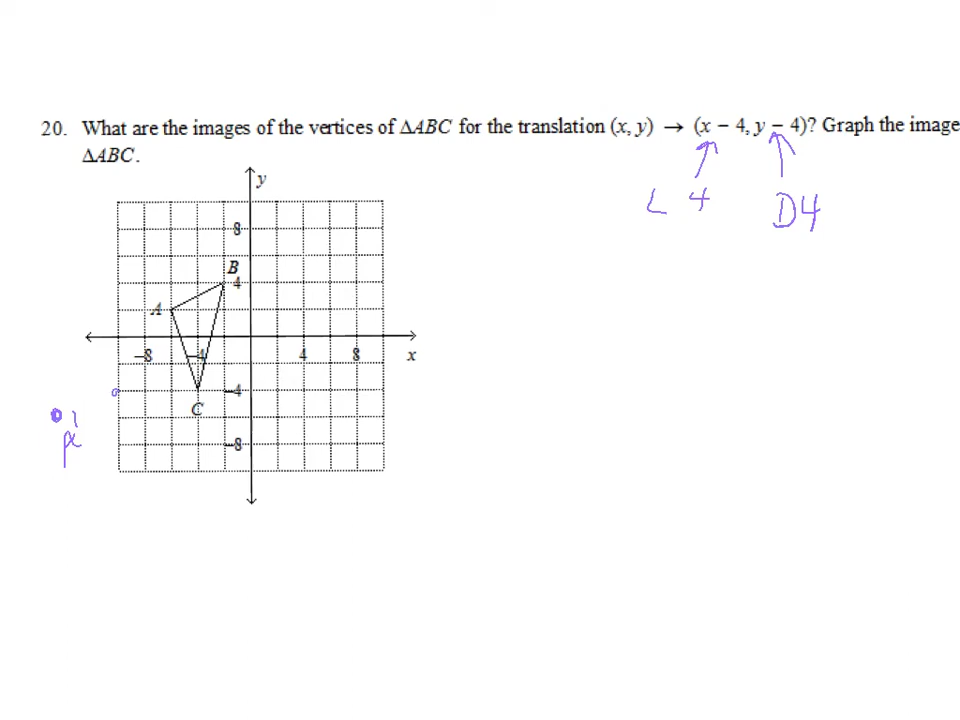 20. What are the images of the vertices of ΔABC for the translation (x, y) → (x − 4, y − 4)? Graph the image
ΔABC.
L 4 D4
y
8
B
4
A
−8 −4 4 8 x
−4
C
−8